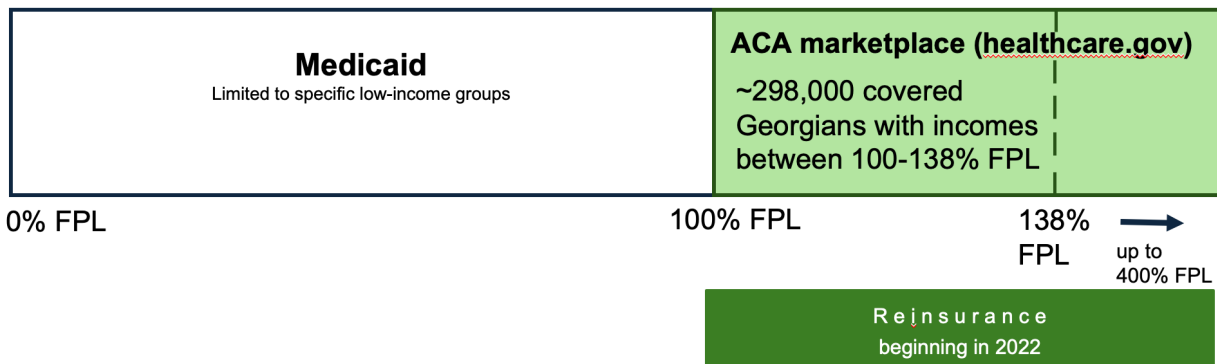 Medicaid
Limited to specific low-income groups
ACA marketplace (healthcare.gov)
~298,000 covered
Georgians with incomes
between 100-138% FPL
0% FPL
100% FPL
138%
FPL
up to
400% FPL
Reinsurance
beginning in 2022